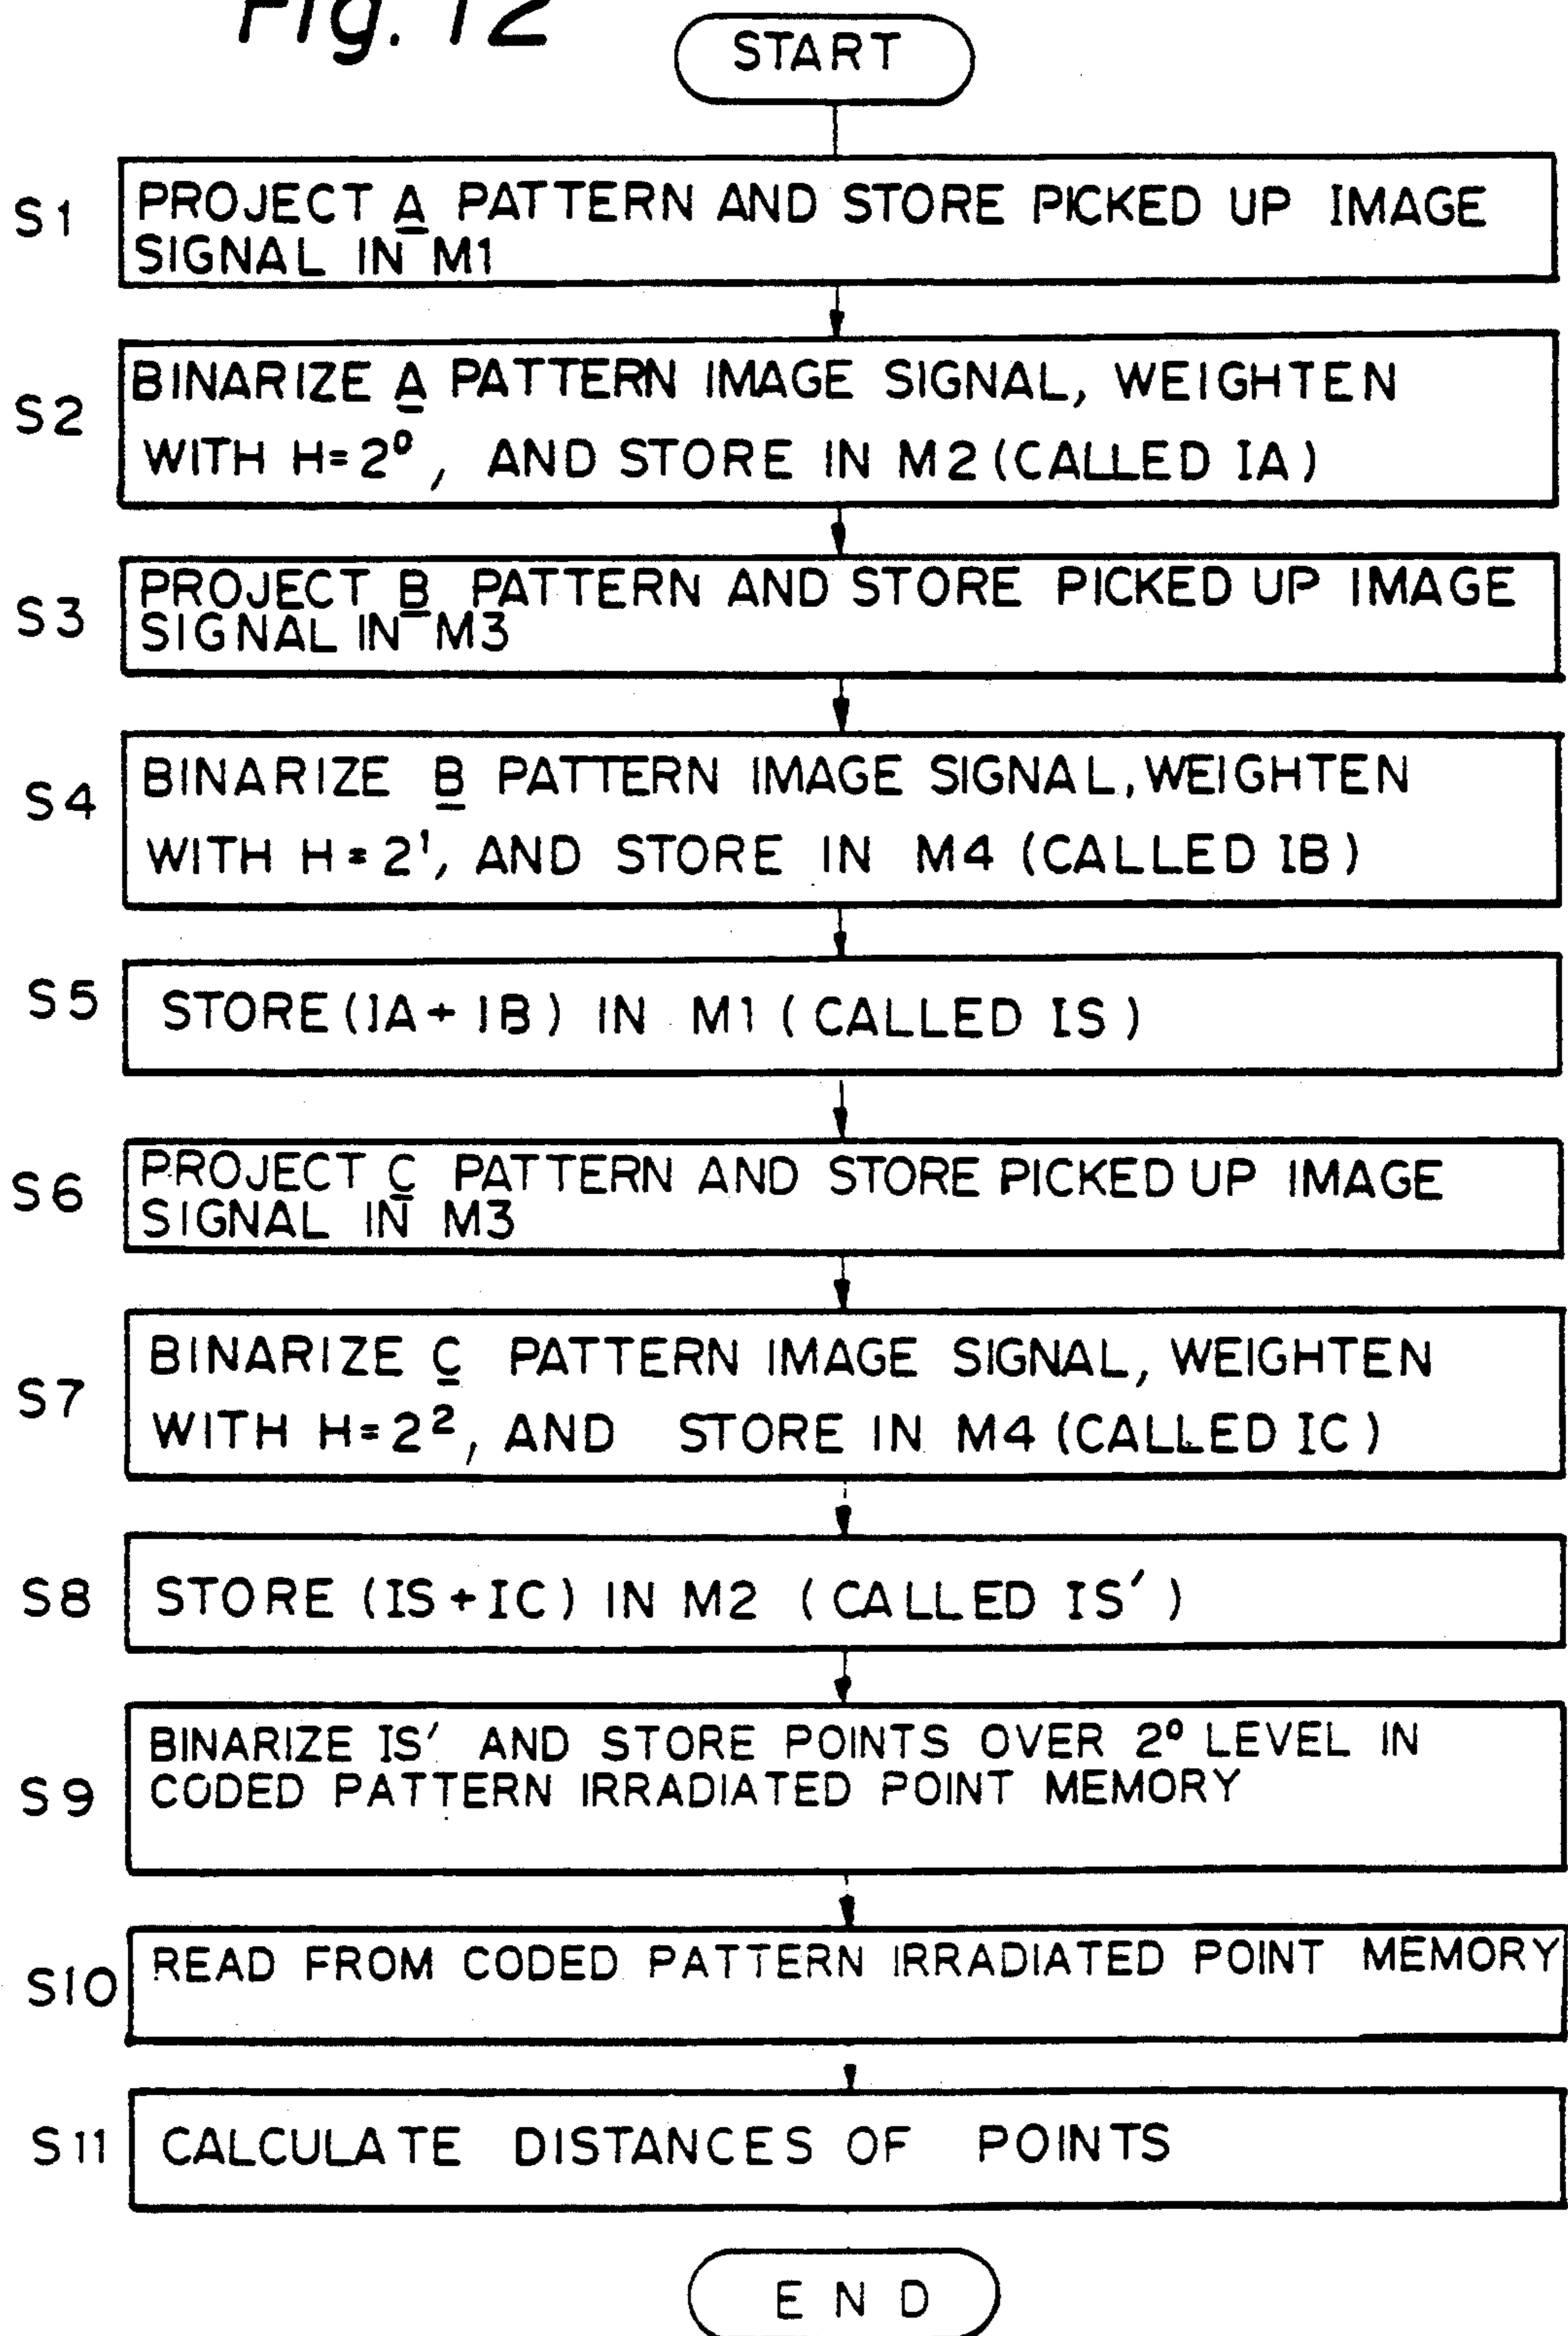 Fig. 12
START
S1
PROJECT A PATTERN AND STORE PICKED UP IMAGE
SIGNAL IN M1
S2
BINARIZE A PATTERN IMAGE SIGNAL, WEIGHTEN
WITH H=2⁰, AND STORE IN M2 (CALLED IA)
S3
PROJECT B PATTERN AND STORE PICKED UP IMAGE
SIGNAL IN M3
S4
BINARIZE B PATTERN IMAGE SIGNAL, WEIGHTEN
WITH H=2¹, AND STORE IN M4 (CALLED IB)
S5
STORE (IA+IB) IN M1 (CALLED IS)
S6
PROJECT C PATTERN AND STORE PICKED UP IMAGE
SIGNAL IN M3
S7
BINARIZE C PATTERN IMAGE SIGNAL, WEIGHTEN
WITH H=2², AND STORE IN M4 (CALLED IC)
S8
STORE (IS+IC) IN M2 (CALLED IS′)
S9
BINARIZE IS′ AND STORE POINTS OVER 2⁰ LEVEL IN
CODED PATTERN IRRADIATED POINT MEMORY
S10
READ FROM CODED PATTERN IRRADIATED POINT MEMORY
S11
CALCULATE DISTANCES OF POINTS
END